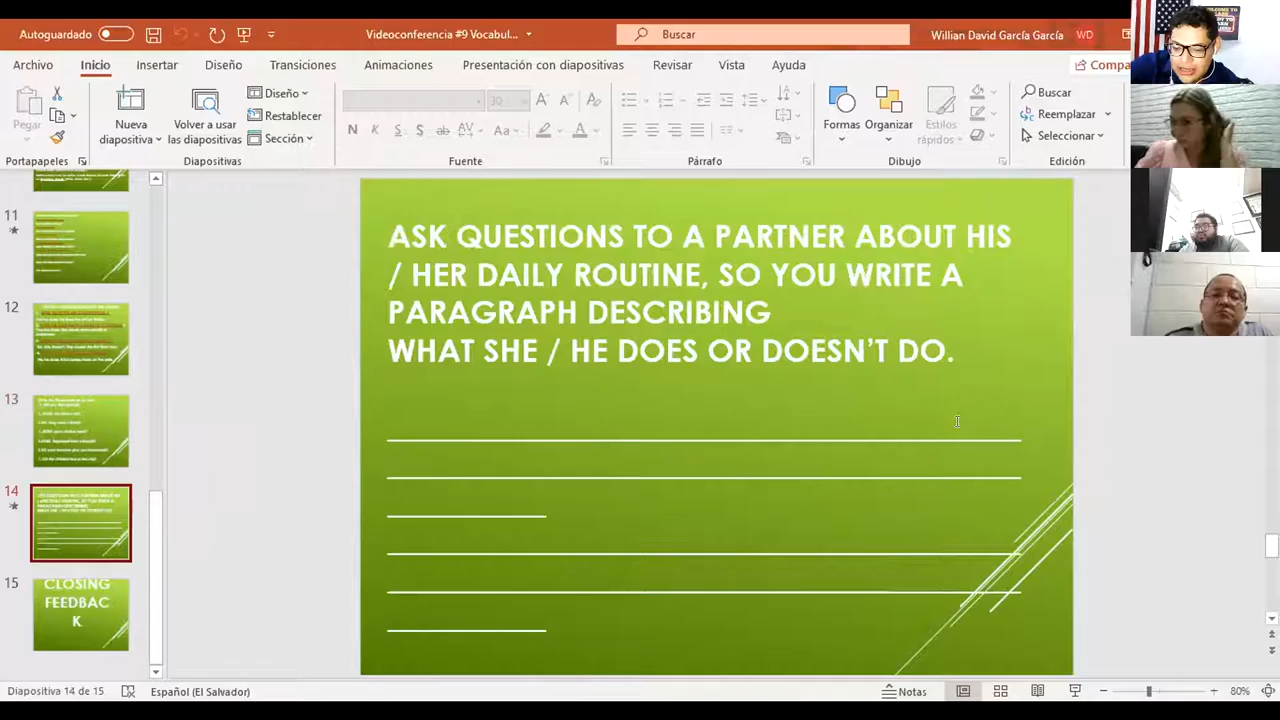 Autoguardado
Videoconferencia #9 Vocabul...
Buscar
Willian David García García
WD
Archivo
Inicio
Insertar
Diseño
Transiciones
Animaciones
Presentación con diapositivas
Revisar
Vista
Ayuda
Compa
Pegar
Nueva
diapositiva
Volver a usar
las diapositivas
Diseño
Restablecer
Sección
30
Formas
Organizar
Estilos
rápidos
Buscar
Reemplazar
Seleccionar
Portapapeles
Diapositivas
Fuente
Párrafo
Dibujo
Edición
11
12
13
14
15
CLOSING
FEEDBAC
K
ASK QUESTIONS TO A PARTNER ABOUT HIS
/ HER DAILY ROUTINE, SO YOU WRITE A
PARAGRAPH DESCRIBING
WHAT SHE / HE DOES OR DOESN'T DO.
Diapositiva 14 de 15
Español (El Salvador)
Notas
80%